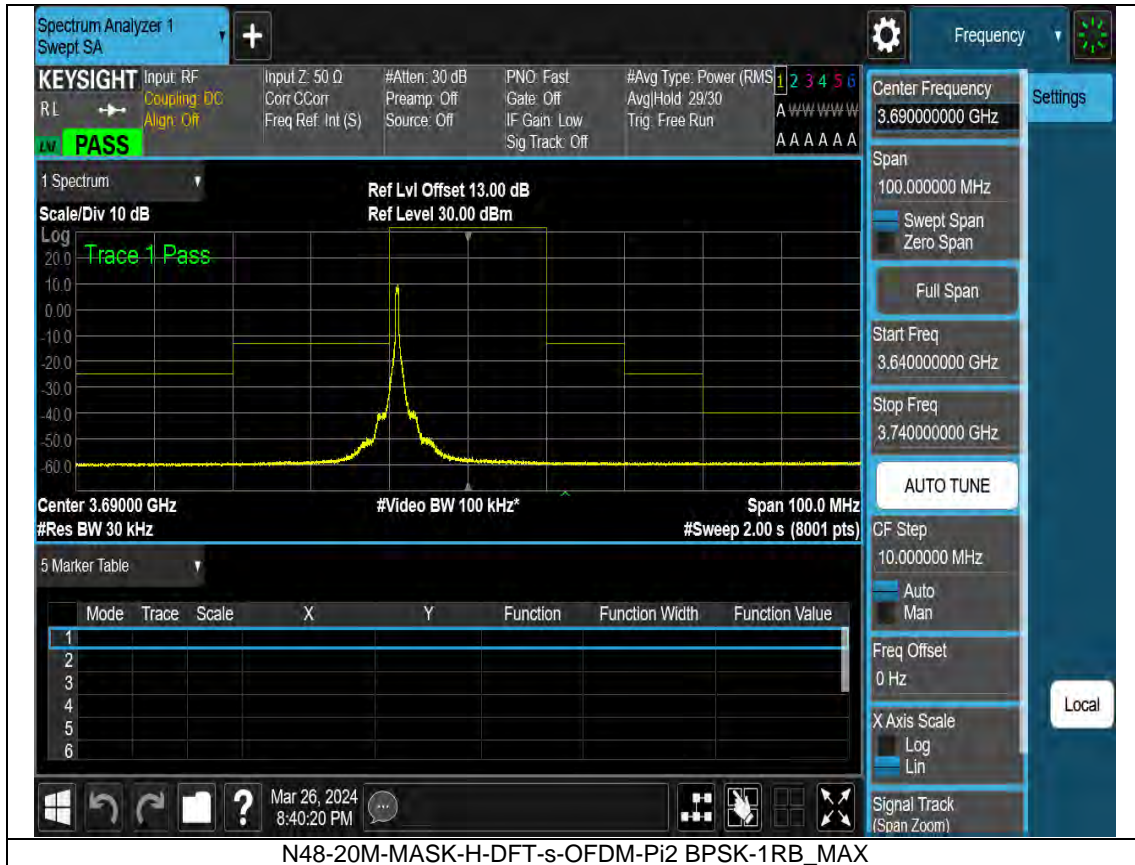 Spectrum Analyzer 1
Swept SA
Frequency
KEYSIGHT
Input: RF
Coupling: DC
Align: Off
Input Z: 50 Ω
Corr CCorr
Freq Ref: Int (S)
#Atten: 30 dB
Preamp: Off
Source: Off
PNO: Fast
Gate: Off
IF Gain: Low
Sig Track: Off
#Avg Type: Power (RMS
Avg|Hold: 29/30
Trig: Free Run
1 2 3 4 5 6
A W W W W W
A A A A A A
RL
PASS
Center Frequency
3.690000000 GHz
Settings
Span
100.000000 MHz
Swept Span
Zero Span
Full Span
Start Freq
3.640000000 GHz
Stop Freq
3.740000000 GHz
AUTO TUNE
CF Step
10.000000 MHz
Auto
Man
Freq Offset
0 Hz
X Axis Scale
Log
Lin
Signal Track
(Span Zoom)
Local
1 Spectrum
Scale/Div 10 dB
Ref Lvl Offset 13.00 dB
Ref Level 30.00 dBm
Log
Trace 1 Pass
20.0
10.0
0.00
-10.0
-20.0
-30.0
-40.0
-50.0
-60.0
Center 3.69000 GHz
#Video BW 100 kHz*
Span 100.0 MHz
#Res BW 30 kHz
#Sweep 2.00 s (8001 pts)
5 Marker Table
Mode Trace Scale X Y Function Function Width Function Value
1
2
3
4
5
6
?
Mar 26, 2024
8:40:20 PM
N48-20M-MASK-H-DFT-s-OFDM-Pi2 BPSK-1RB_MAX